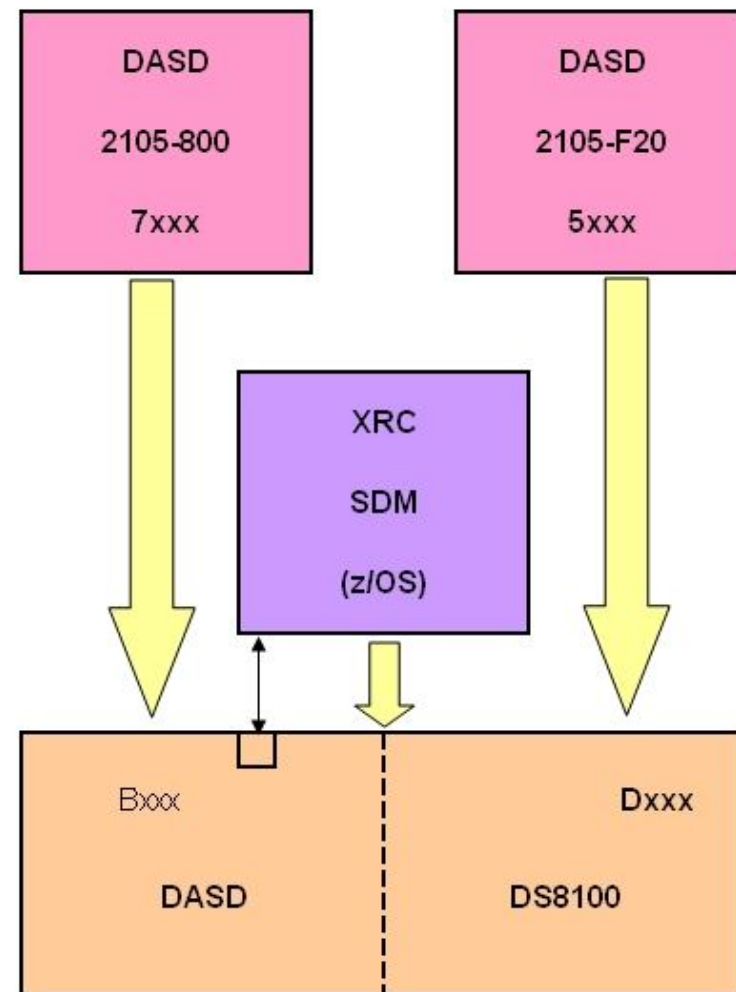 DASD
2105-800
7xxx
DASD
2105-F20
5xxx
XRC
SDM
(z/OS)
Bxxx
Dxxx
DASD
DS8100